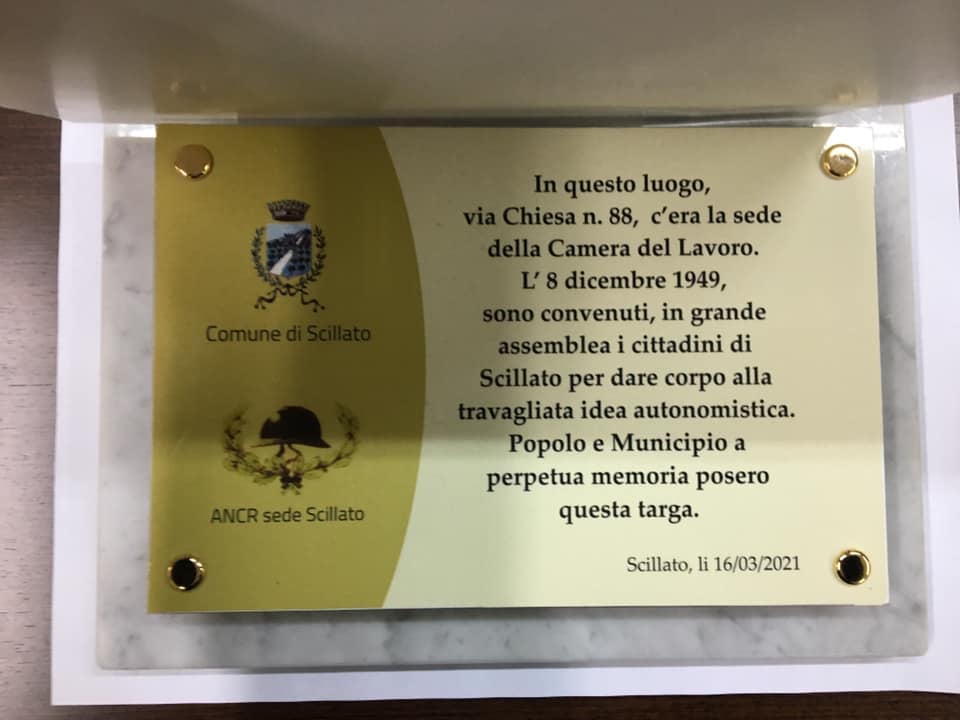 Comune di Scillato
ANCR sede Scillato
In questo luogo,
via Chiesa n. 88, c'era la sede
della Camera del Lavoro.
L' 8 dicembre 1949,
sono convenuti, in grande
assemblea i cittadini di
Scillato per dare corpo alla
travagliata idea autonomistica.
Popolo e Municipio a
perpetua memoria posero
questa targa.
Scillato, li 16/03/2021